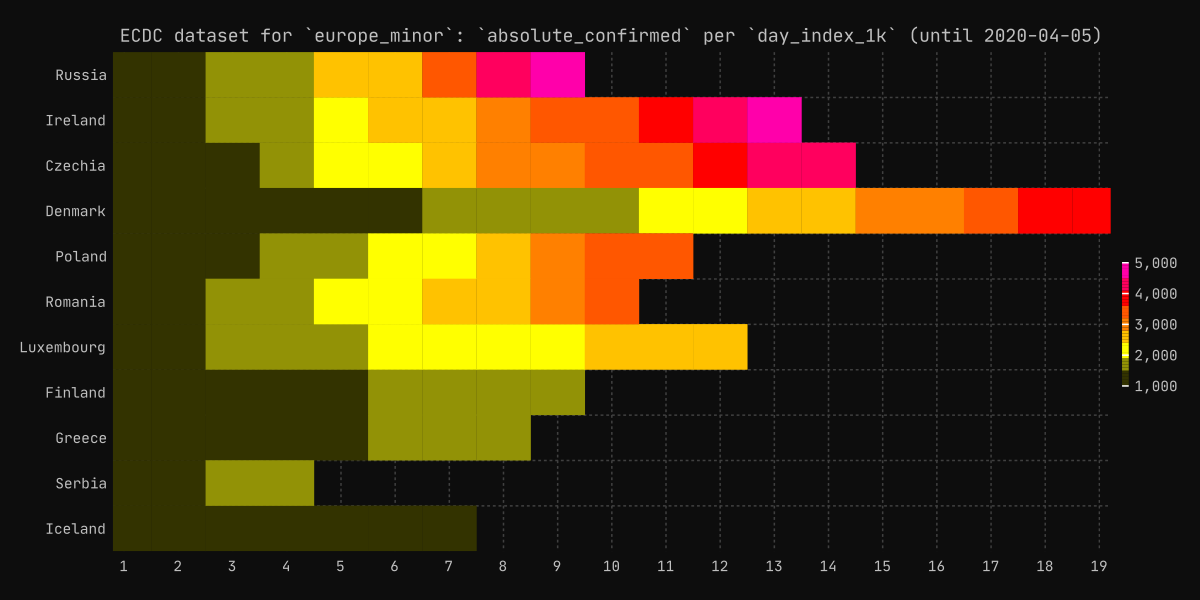 ECDC dataset for `europe_minor`: `absolute_confirmed` per `day_index_1k` (until 2020-04-05)
Russia
Ireland
Czechia
Denmark
Poland
Romania
Luxembourg
Finland
Greece
Serbia
Iceland
5,000
4,000
3,000
2,000
1,000
1 2 3 4 5 6 7 8 9 10 11 12 13 14 15 16 17 18 19